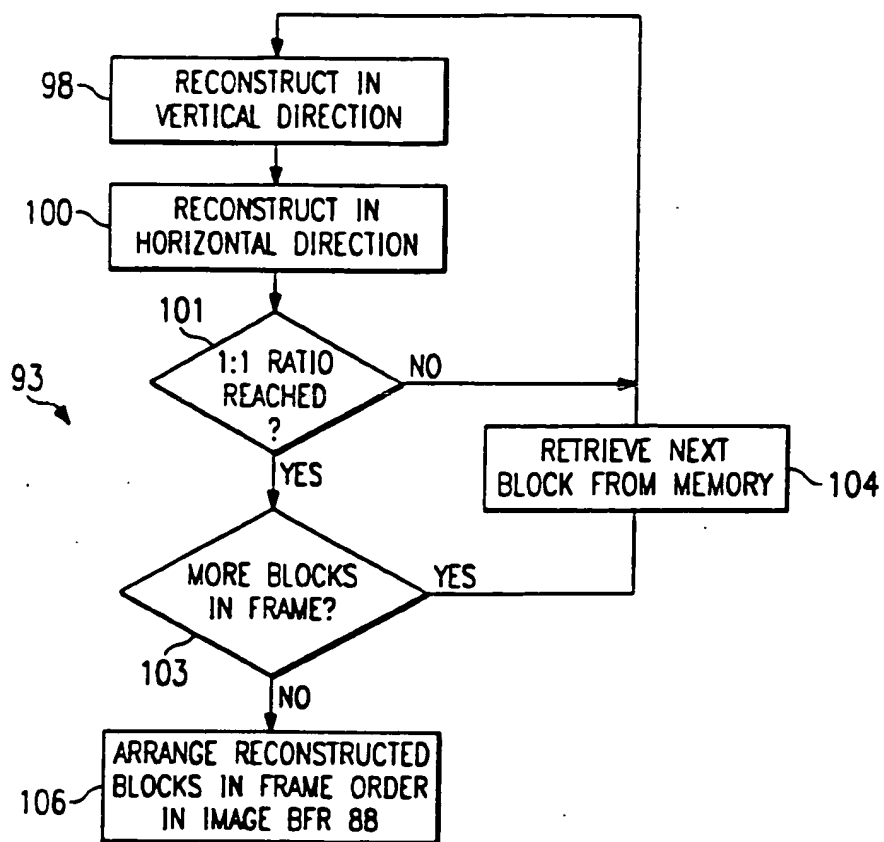 98
RECONSTRUCT IN
VERTICAL DIRECTION
100
RECONSTRUCT IN
HORIZONTAL DIRECTION
101
1:1 RATIO
REACHED
?
NO
93
YES
RETRIEVE NEXT
BLOCK FROM MEMORY
104
MORE BLOCKS
IN FRAME?
YES
103
NO
ARRANGE RECONSTRUCTED
BLOCKS IN FRAME ORDER
IN IMAGE BFR 88
106